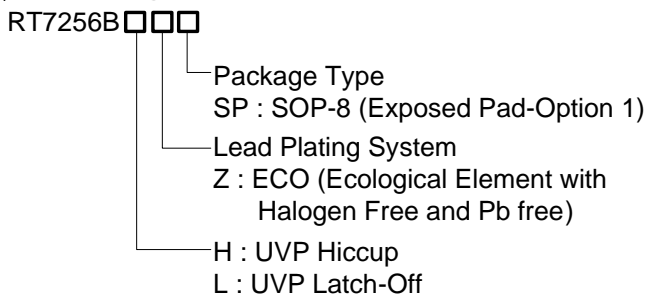 RT7256B
Package Type
SP : SOP-8 (Exposed Pad-Option 1)
Lead Plating System
Z : ECO (Ecological Element with
Halogen Free and Pb free)
H : UVP Hiccup
L : UVP Latch-Off